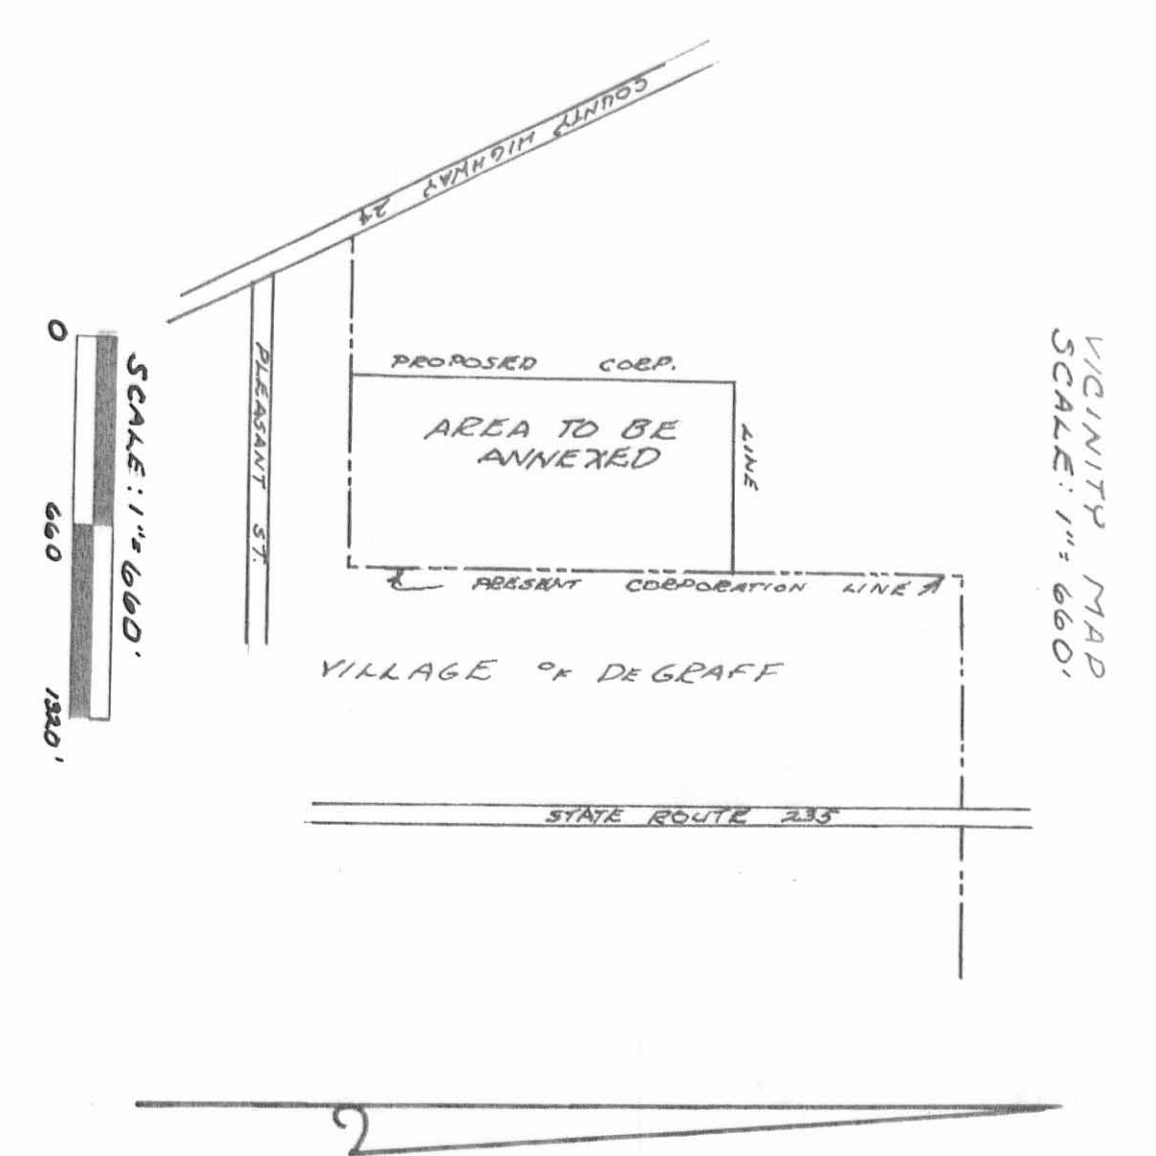 COUNTY HIGHWAY 24
PLEASANT ST.
PROPOSED CORP.
LINE
AREA TO BE
ANNEXED
PRESENT CORPORATION LINE
VILLAGE OF DEGRAFF
STATE ROUTE 235
VICINITY MAP
SCALE: 1"= 660'
SCALE: 1"= 660'
0 660 1320'